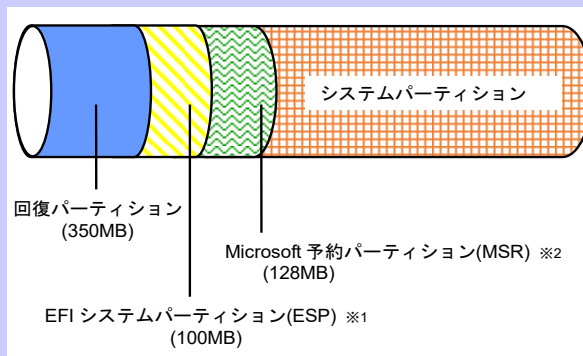 システムパーティション
回復パーティション
(350MB)
Microsoft 予約パーティション(MSR) ※2
(128MB)
EFI システムパーティション(ESP) ※1
(100MB)